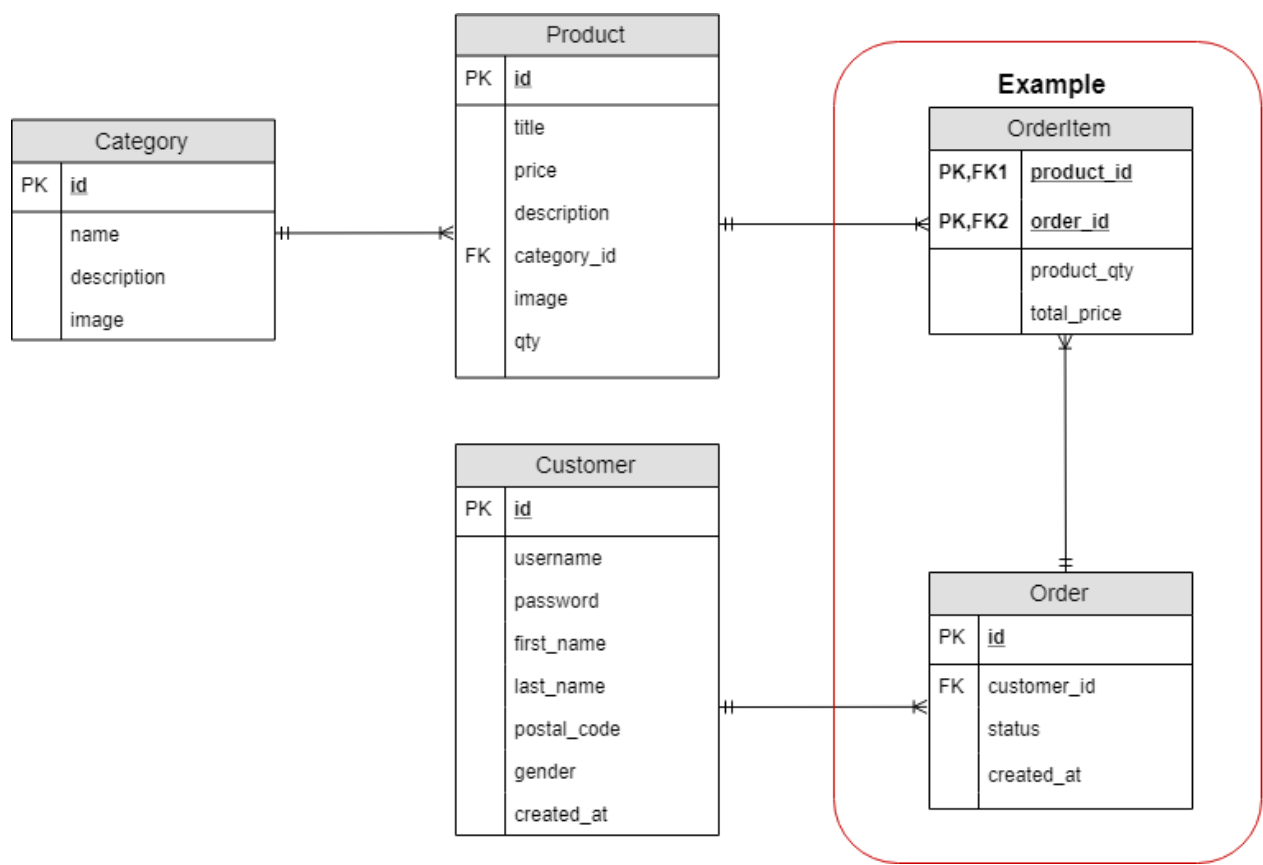 Category
PK id
name
description
image
Product
PK id
title
price
description
FK category_id
image
qty
Customer
PK id
username
password
first_name
last_name
postal_code
gender
created_at
Example
OrderItem
PK,FK1 product_id
PK,FK2 order_id
product_qty
total_price
Order
PK id
FK customer_id
status
created_at